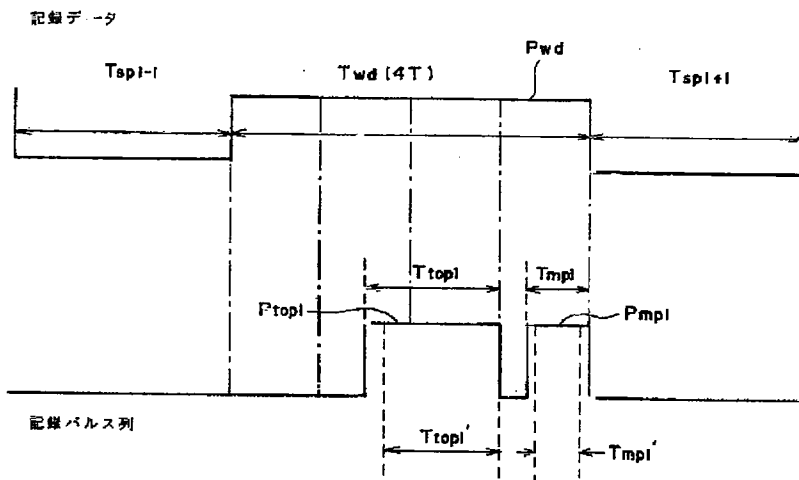 記録データ
Tspl-1
Twd (4T)
Pwd
Tspl+1
Ttopl
Tmpl
Ptopl
Pmpl
記録パルス列
Ttopl'
Tmpl'